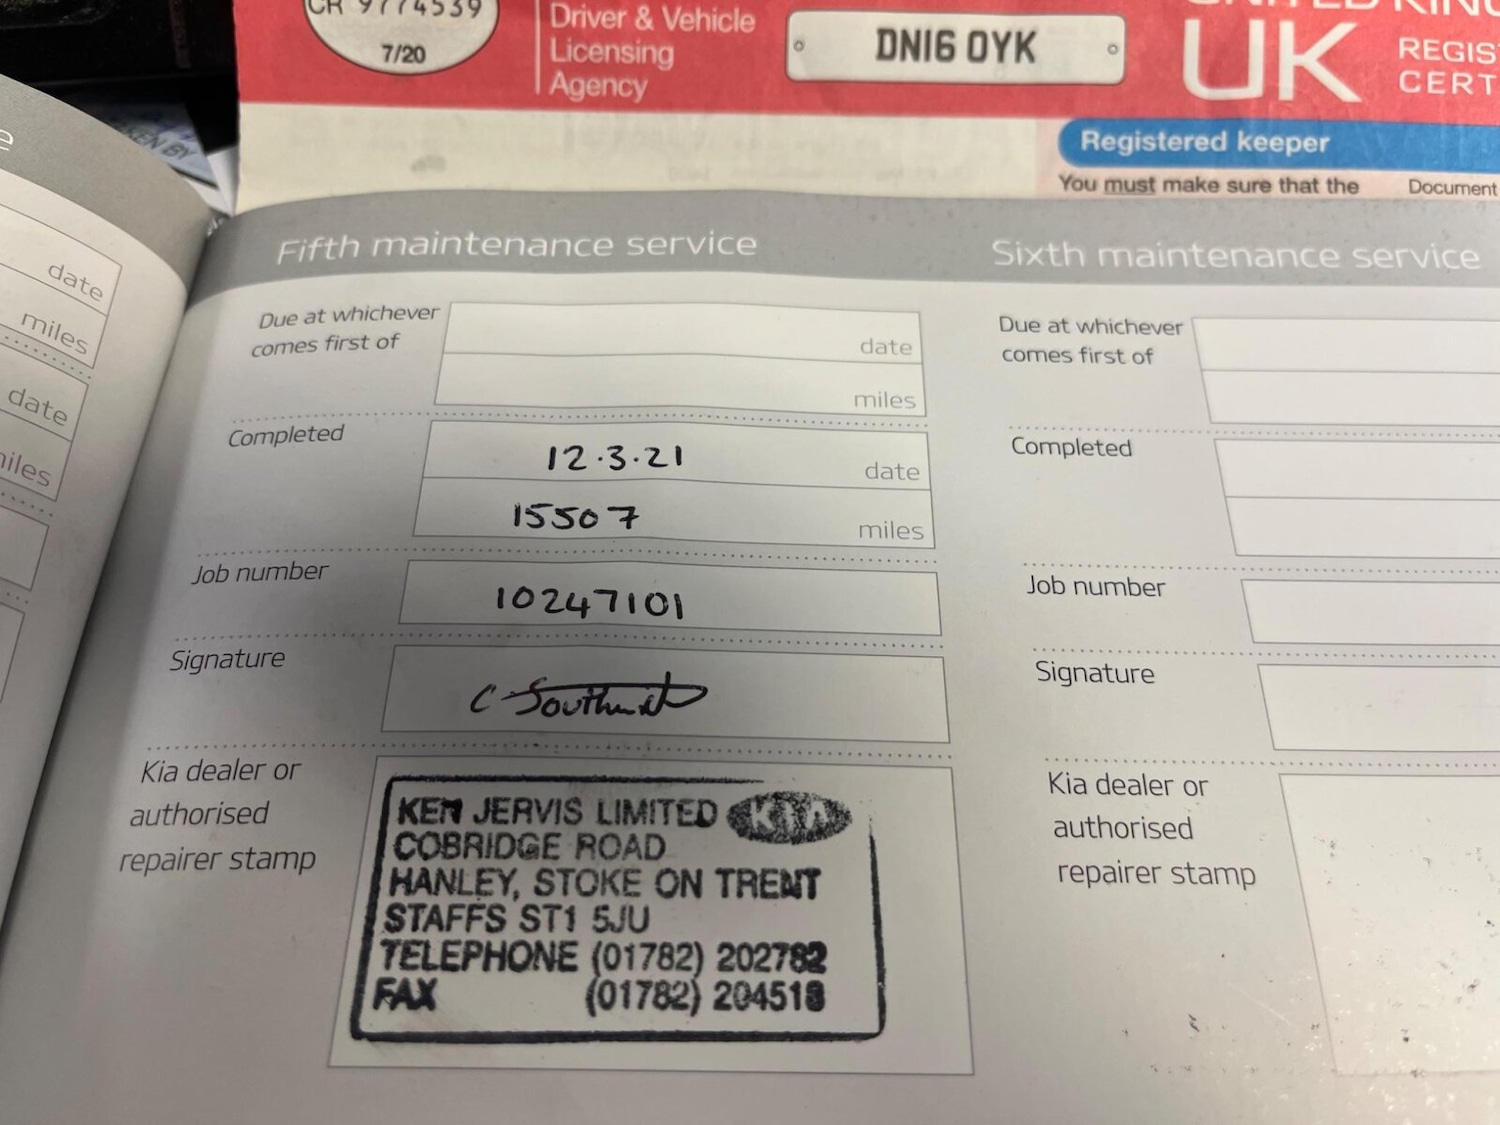 CR 9774539
7/20
Driver & Vehicle
Licensing
Agency
DN16 OYK
UK
REGIS
CERT
Registered keeper
You must make sure that the
Document
EN BY
e
date
miles
date
miles
Fifth maintenance service
Due at whichever
comes first of
date
miles
Completed
12.3.21
date
15507
miles
Job number
10247101
Signature
Kia dealer or
authorised
repairer stamp
KEN JERVIS LIMITED KIA
COBRIDGE ROAD
HANLEY, STOKE ON TRENT
STAFFS ST1 5JU
TELEPHONE (01782) 202782
FAX (01782) 204518
Sixth maintenance service
Due at whichever
comes first of
Completed
Job number
Signature
Kia dealer or
authorised
repairer stamp